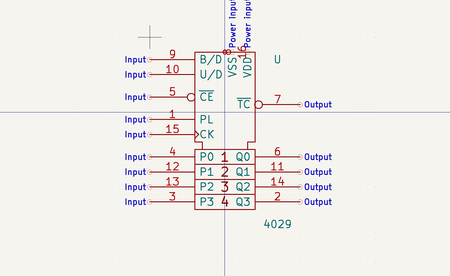 Power input Power input
8 16
Input 9 B/D VSS VDD U
Input 10 U/D
Input 5 CE TC 7 Output
Input 1 PL
Input 15 CK
Input 4 P0 1 Q0 6 Output
Input 12 P1 2 Q1 11 Output
Input 13 P2 3 Q2 14 Output
Input 3 P3 4 Q3 2 Output
4029